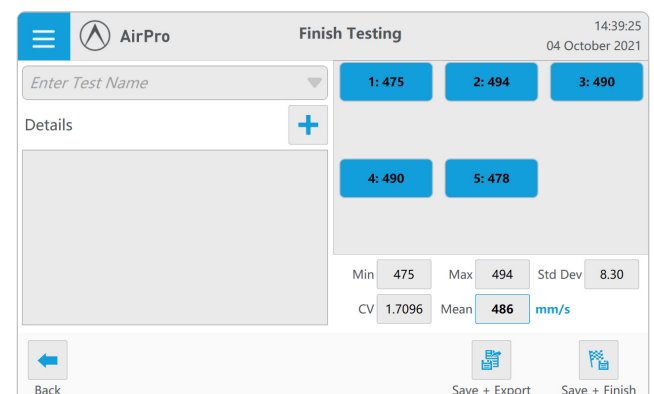 AirPro
Finish Testing
14:39:25
04 October 2021
Enter Test Name
Details
1: 475
2: 494
3: 490
4: 490
5: 478
Min 475 Max 494 Std Dev 8.30
CV 1.7096 Mean 486 mm/s
Back
Save + Export
Save + Finish